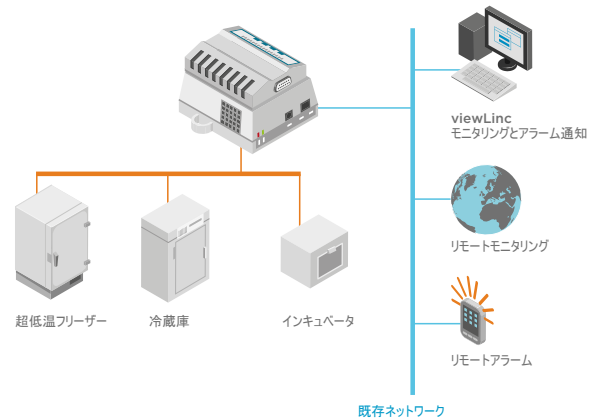 viewLinc
モニタリングとアラーム通知
リモートモニタリング
超低温フリーザー
冷蔵庫
インキュベータ
リモートアラーム
既存ネットワーク